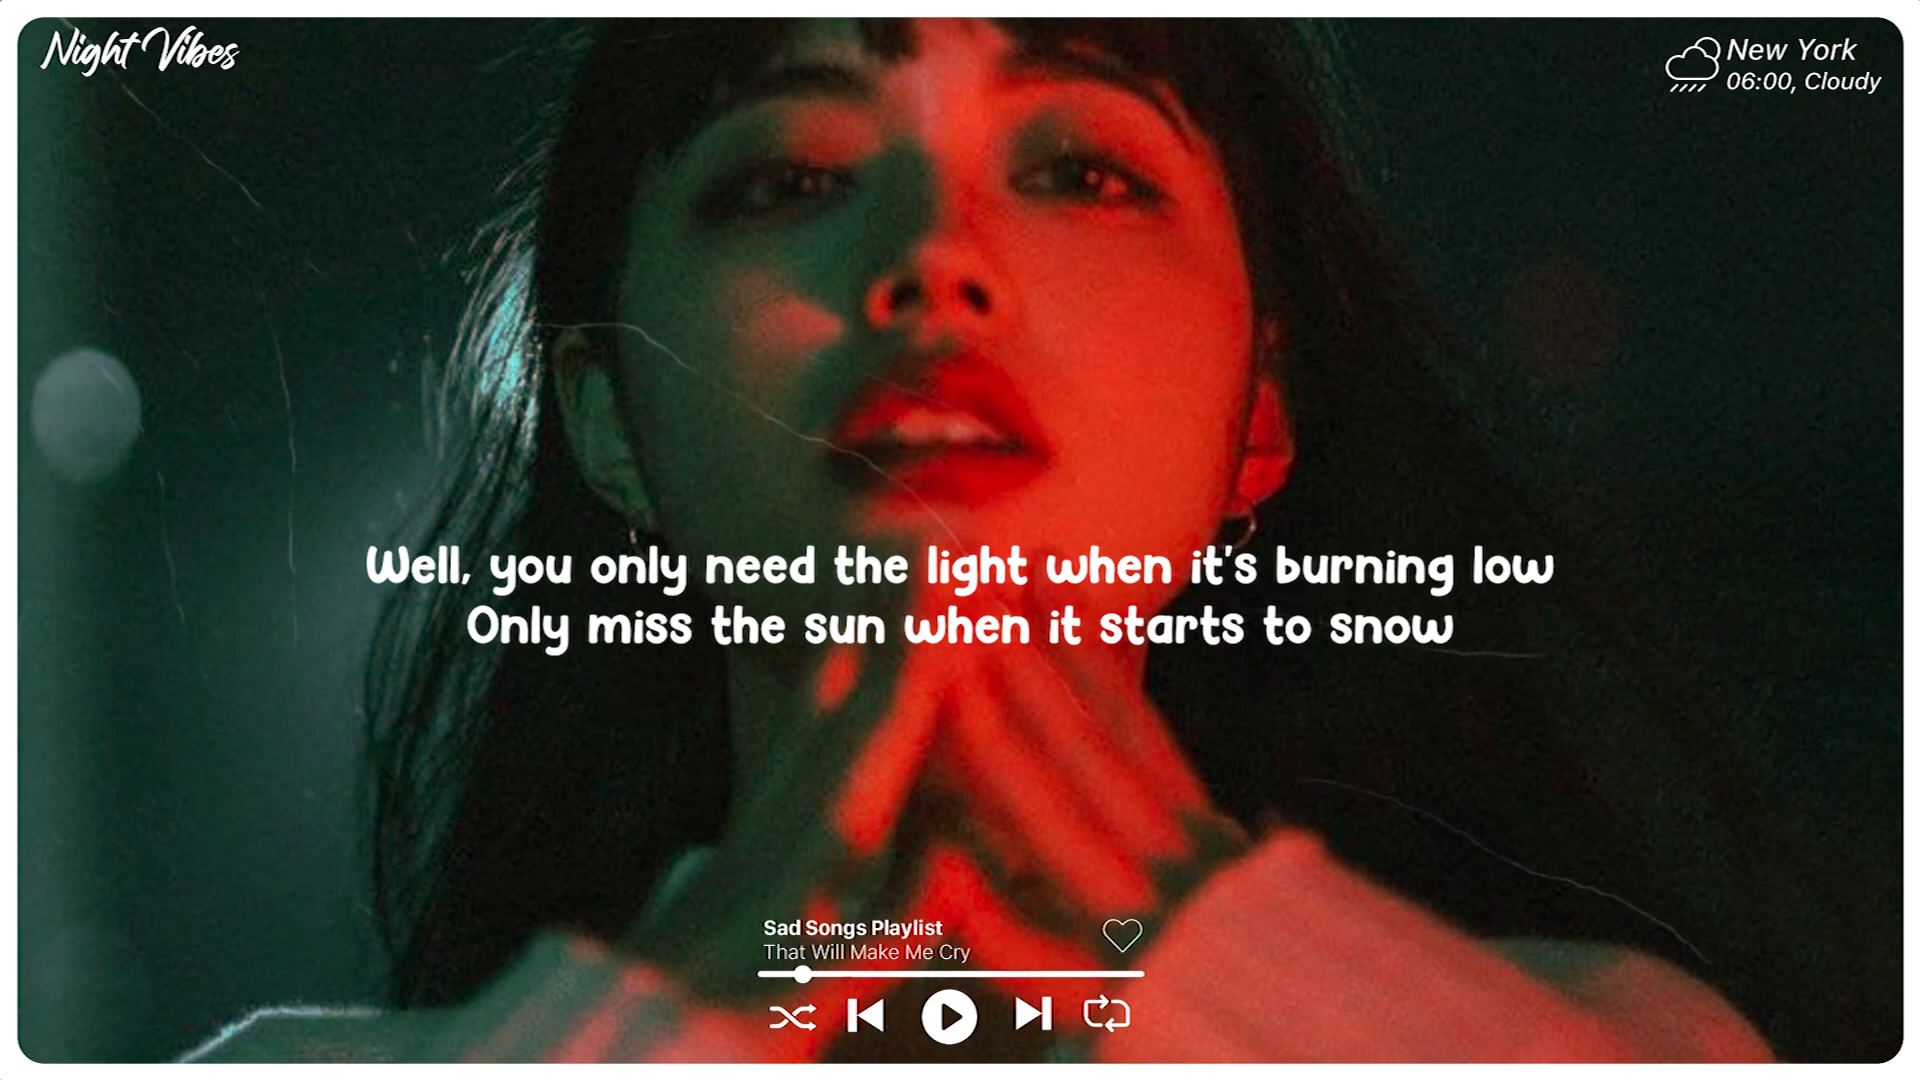 Night Vibes
New York
06:00, Cloudy
Well, you only need the light when it's burning low
Only miss the sun when it starts to snow
Sad Songs Playlist
That Will Make Me Cry